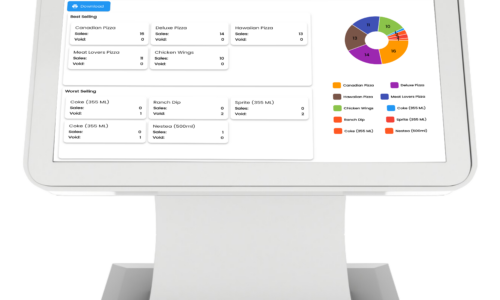 Download
Best Selling
Canadian Pizza
Sales: 16
Void: 0
Deluxe Pizza
Sales: 14
Void: 0
Hawaiian Pizza
Sales: 13
Void: 0
Meat Lovers Pizza
Sales: 9
Void: 0
Chicken Wings
Sales: 10
Void: 0
Worst Selling
Coke (355 ML)
Sales: 0
Void: 1
Ranch Dip
Sales: 0
Void: 2
Sprite (355 ML)
Sales: 0
Void: 3
Coke (355 ML)
Sales: 0
Void: 1
Nestea (500ml)
Sales: 1
Void: 0
9
10
13
14
16
Canadian Pizza
Deluxe Pizza
Hawaiian Pizza
Meat Lovers Pizza
Chicken Wings
Coke (355 ML)
Ranch Dip
Sprite (355 ML)
Coke (355 ML)
Nestea (500ml)